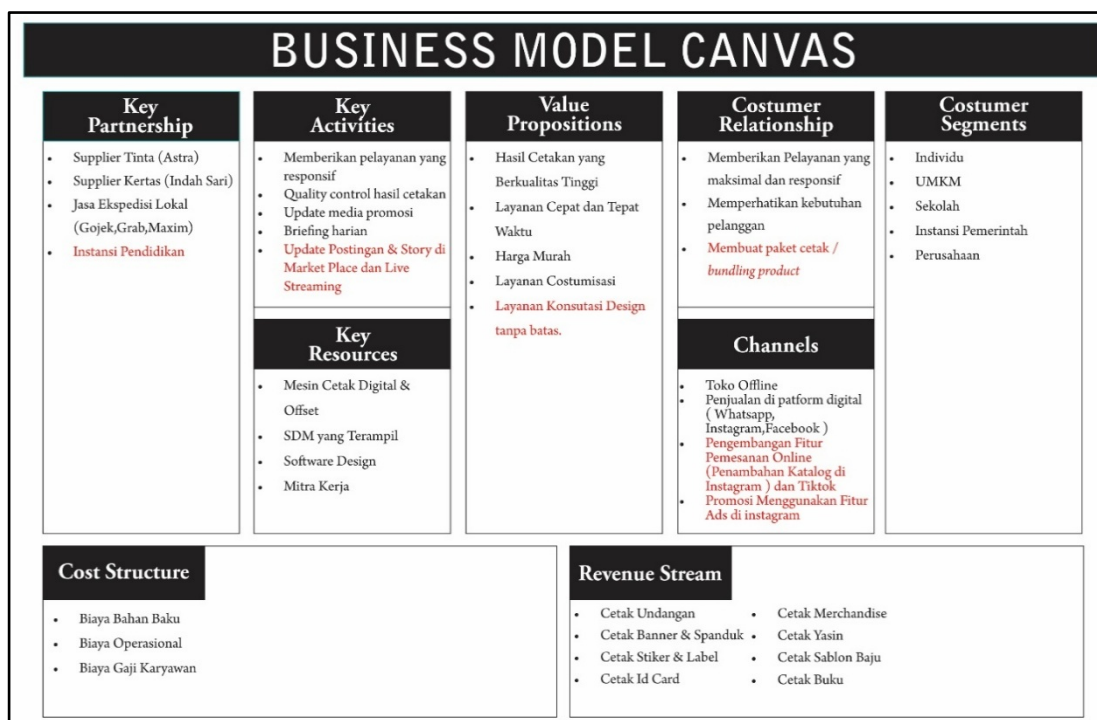 BUSINESS MODEL CANVAS
Key
Partnership
• Supplier Tinta (Astra)
• Supplier Kertas (Indah Sari)
• Jasa Ekspedisi Lokal
(Gojek,Grab,Maxim)
• Instansi Pendidikan
Key
Activities
• Memberikan pelayanan yang
responsif
• Quality control hasil cetakan
• Update media promosi
• Briefing harian
• Update Postingan & Story di
Market Place dan Live
Streaming
Key
Resources
• Mesin Cetak Digital &
Offset
• SDM yang Terampil
• Software Design
• Mitra Kerja
Value
Propositions
• Hasil Cetakan yang
Berkualitas Tinggi
• Layanan Cepat dan Tepat
Waktu
• Harga Murah
• Layanan Costumisasi
• Layanan Konsutasi Design
tanpa batas.
Costumer
Relationship
• Memberikan Pelayanan yang
maksimal dan responsif
• Memperhatikan kebutuhan
pelanggan
• Membuat paket cetak /
bundling product
Channels
• Toko Offline
• Penjualan di patform digital
( Whatsapp,
Instagram,Facebook )
• Pengembangan Fitur
Pemesanan Online
(Penambahan Katalog di
Instagram ) dan Tiktok
• Promosi Menggunakan Fitur
Ads di instagram
Costumer
Segments
• Individu
• UMKM
• Sekolah
• Instansi Pemerintah
• Perusahaan
Cost Structure
• Biaya Bahan Baku
• Biaya Operasional
• Biaya Gaji Karyawan
Revenue Stream
• Cetak Undangan
• Cetak Banner & Spanduk
• Cetak Stiker & Label
• Cetak Id Card
• Cetak Merchandise
• Cetak Yasin
• Cetak Sablon Baju
• Cetak Buku